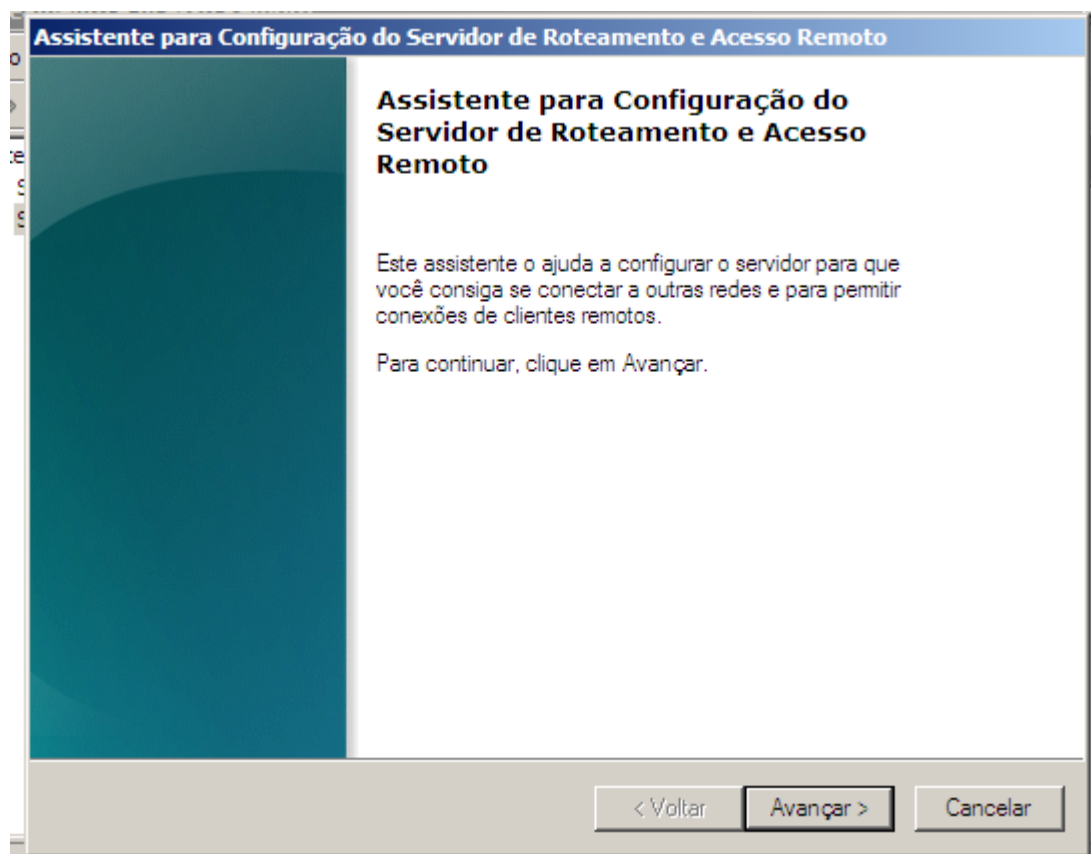 Assistente para Configuração do Servidor de Roteamento e Acesso Remoto
Assistente para Configuração do
Servidor de Roteamento e Acesso
Remoto
Este assistente o ajuda a configurar o servidor para que
você consiga se conectar a outras redes e para permitir
conexões de clientes remotos.
Para continuar, clique em Avançar.
< Voltar
Avançar >
Cancelar